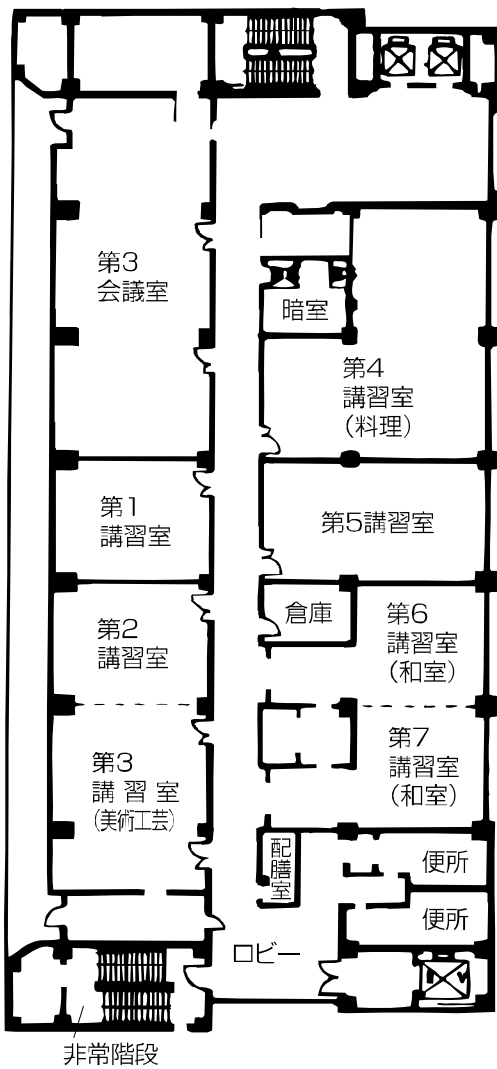 第3
会議室
暗室
第4
講習室
（料理）
第1
講習室
第5講習室
第2
講習室
倉庫
第6
講習室
（和室）
第3
講習室
（美術工芸）
第7
講習室
（和室）
配膳室
便所
便所
ロビー
非常階段